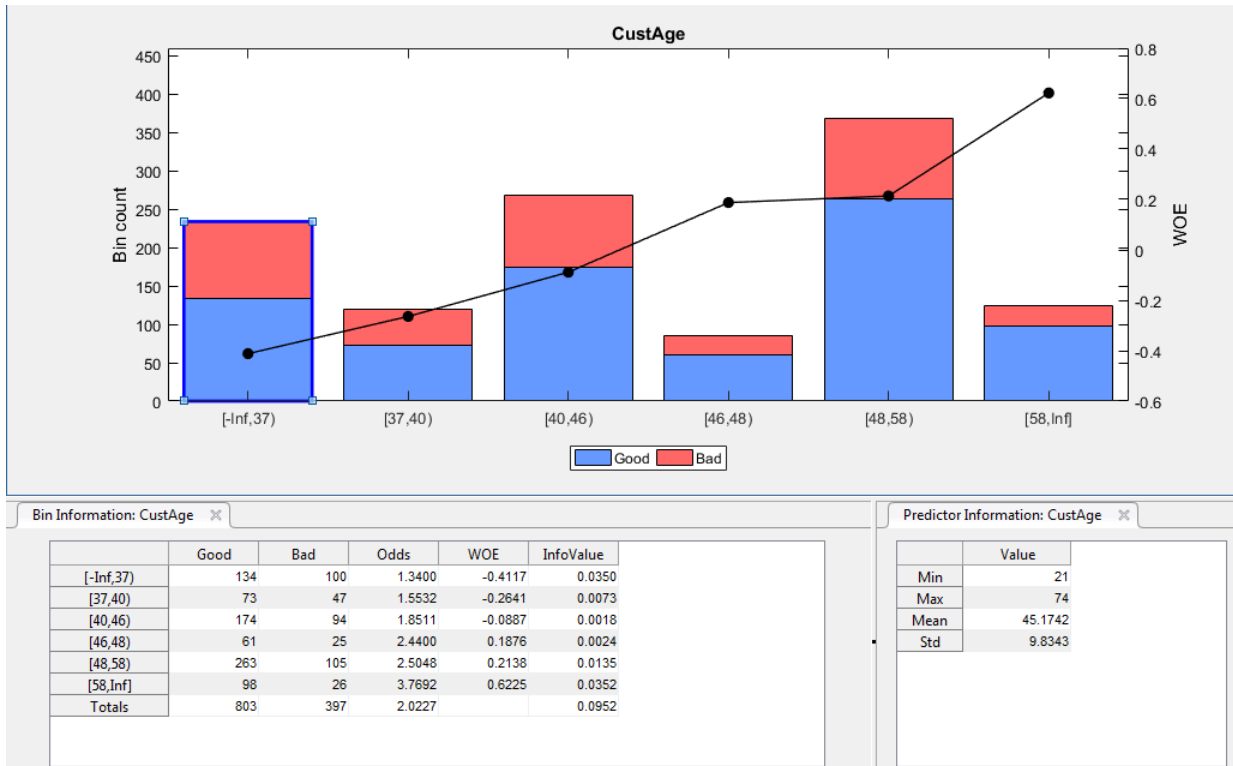 CustAge
450
400
350
300
250
200
150
100
50
0
Bin count
0.8
0.6
0.4
0.2
0
-0.2
-0.4
-0.6
WOE
[-Inf,37) [37,40) [40,46) [46,48) [48,58) [58,Inf]
Good Bad
Bin Information: CustAge
Good Bad Odds WOE InfoValue
[-Inf,37) 134 100 1.3400 -0.4117 0.0350
[37,40) 73 47 1.5532 -0.2641 0.0073
[40,46) 174 94 1.8511 -0.0887 0.0018
[46,48) 61 25 2.4400 0.1876 0.0024
[48,58) 263 105 2.5048 0.2138 0.0135
[58,Inf] 98 26 3.7692 0.6225 0.0352
Totals 803 397 2.0227 0.0952
Predictor Information: CustAge
Value
Min 21
Max 74
Mean 45.1742
Std 9.8343